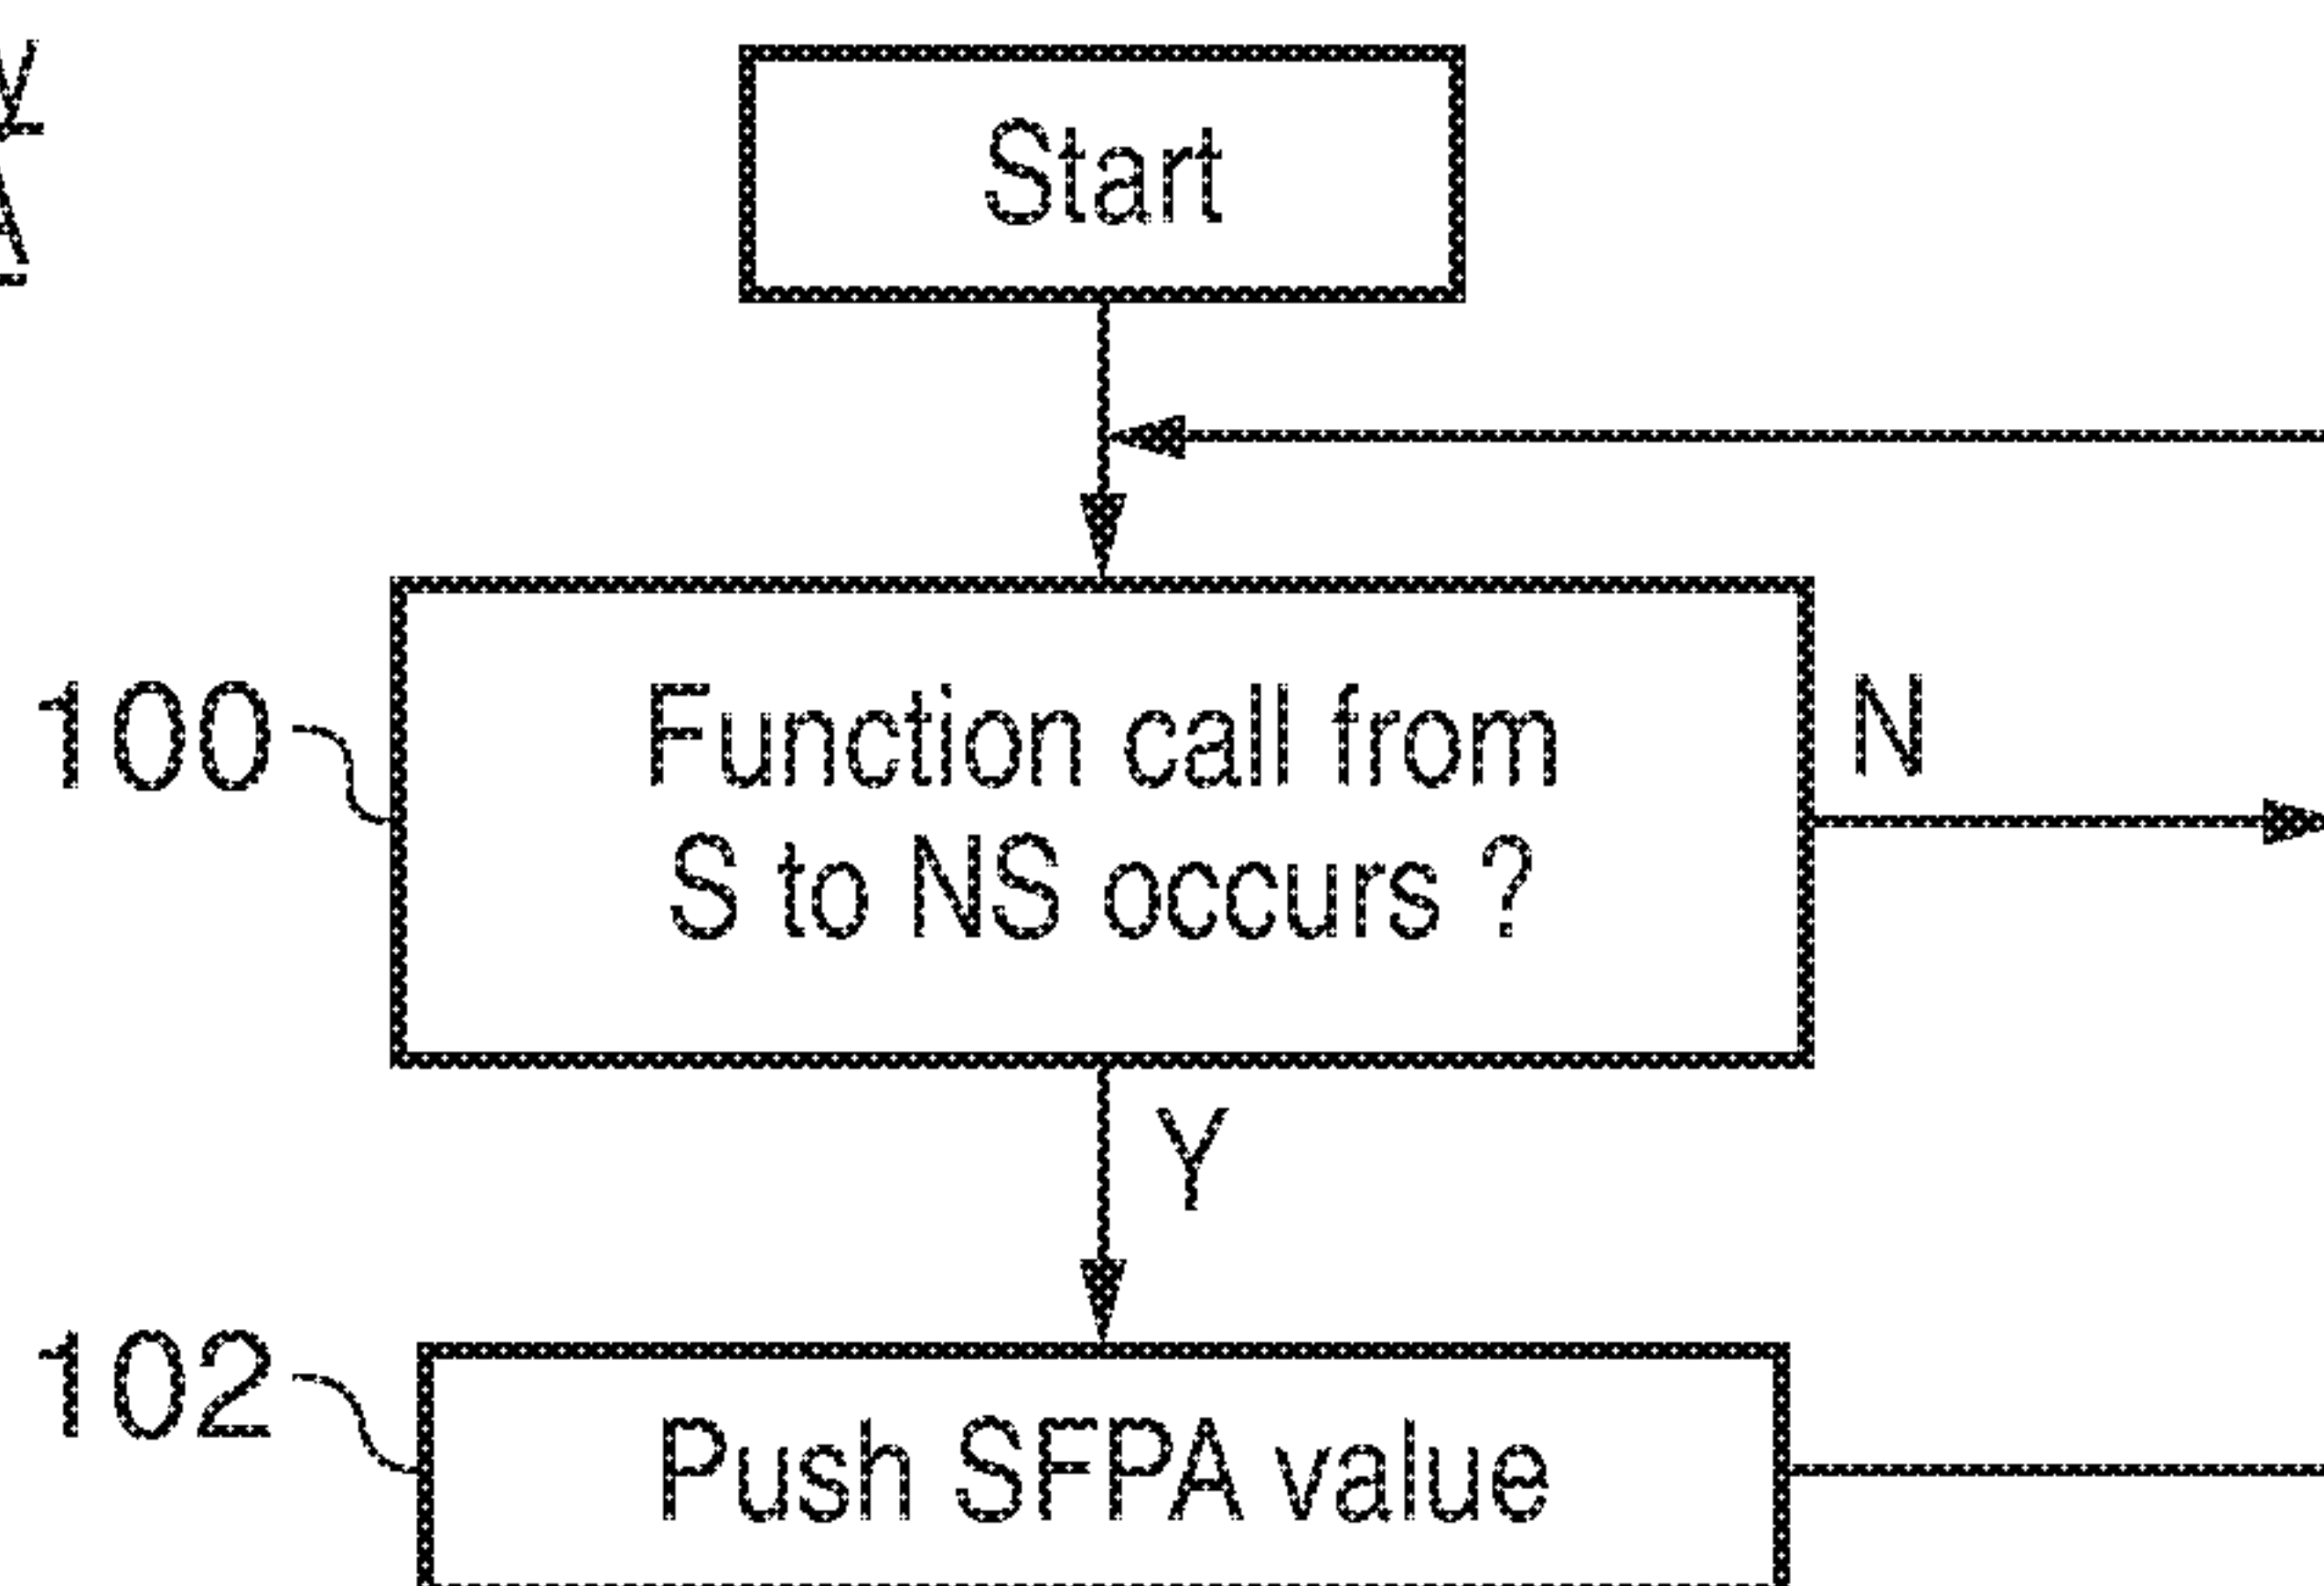 Start
100
Function call from
S to NS occurs ?
N
Y
102
Push SFPA value